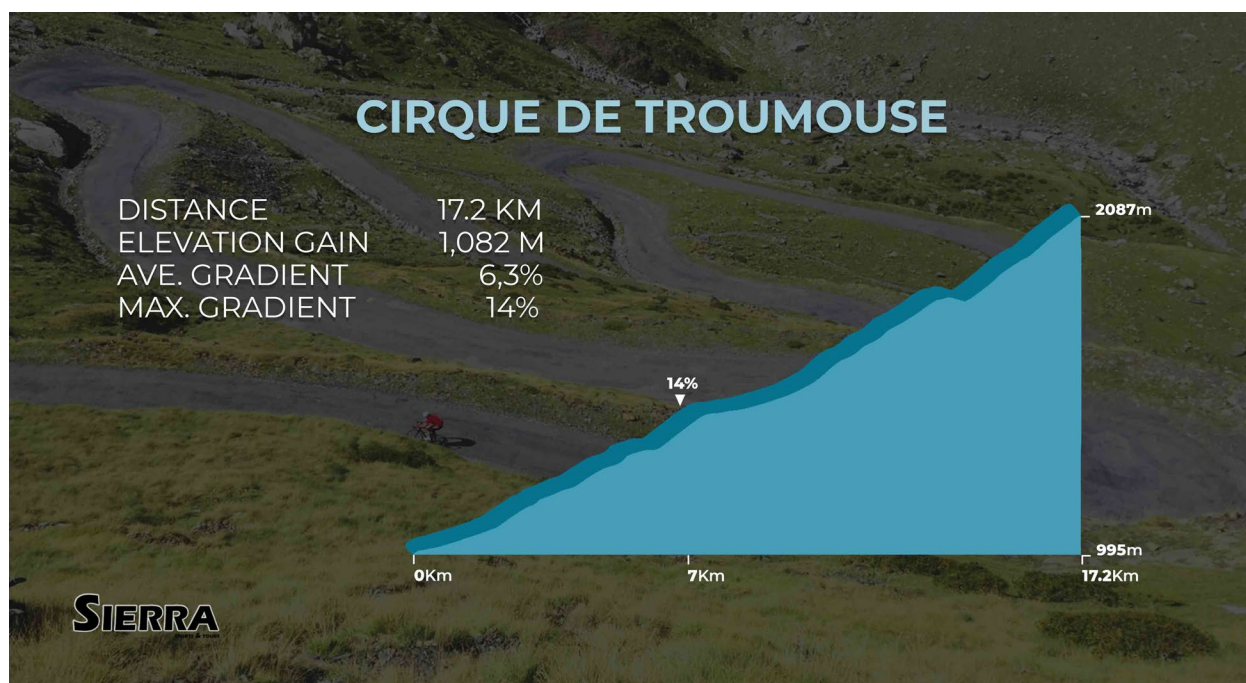 CIRQUE DE TROUMOUSE
DISTANCE 17.2 KM
ELEVATION GAIN 1,082 M
AVE. GRADIENT 6,3%
MAX. GRADIENT 14%
2087m
14%
995m
0Km 7Km 17.2Km
SIERRA